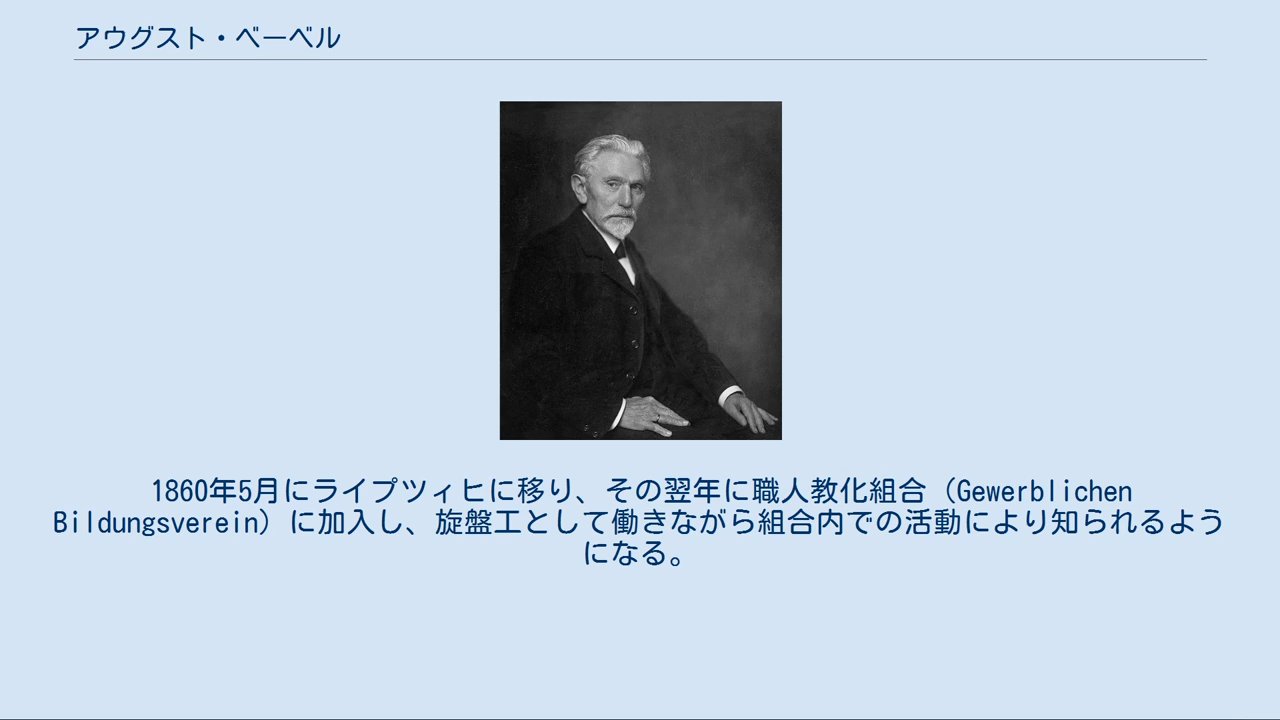 アウグスト・ベーベル
1860年5月にライプツィヒに移り、その翌年に職人教化組合（Gewerblichen
Bildungsverein）に加入し、旋盤工として働きながら組合内での活動により知られるよう
になる。